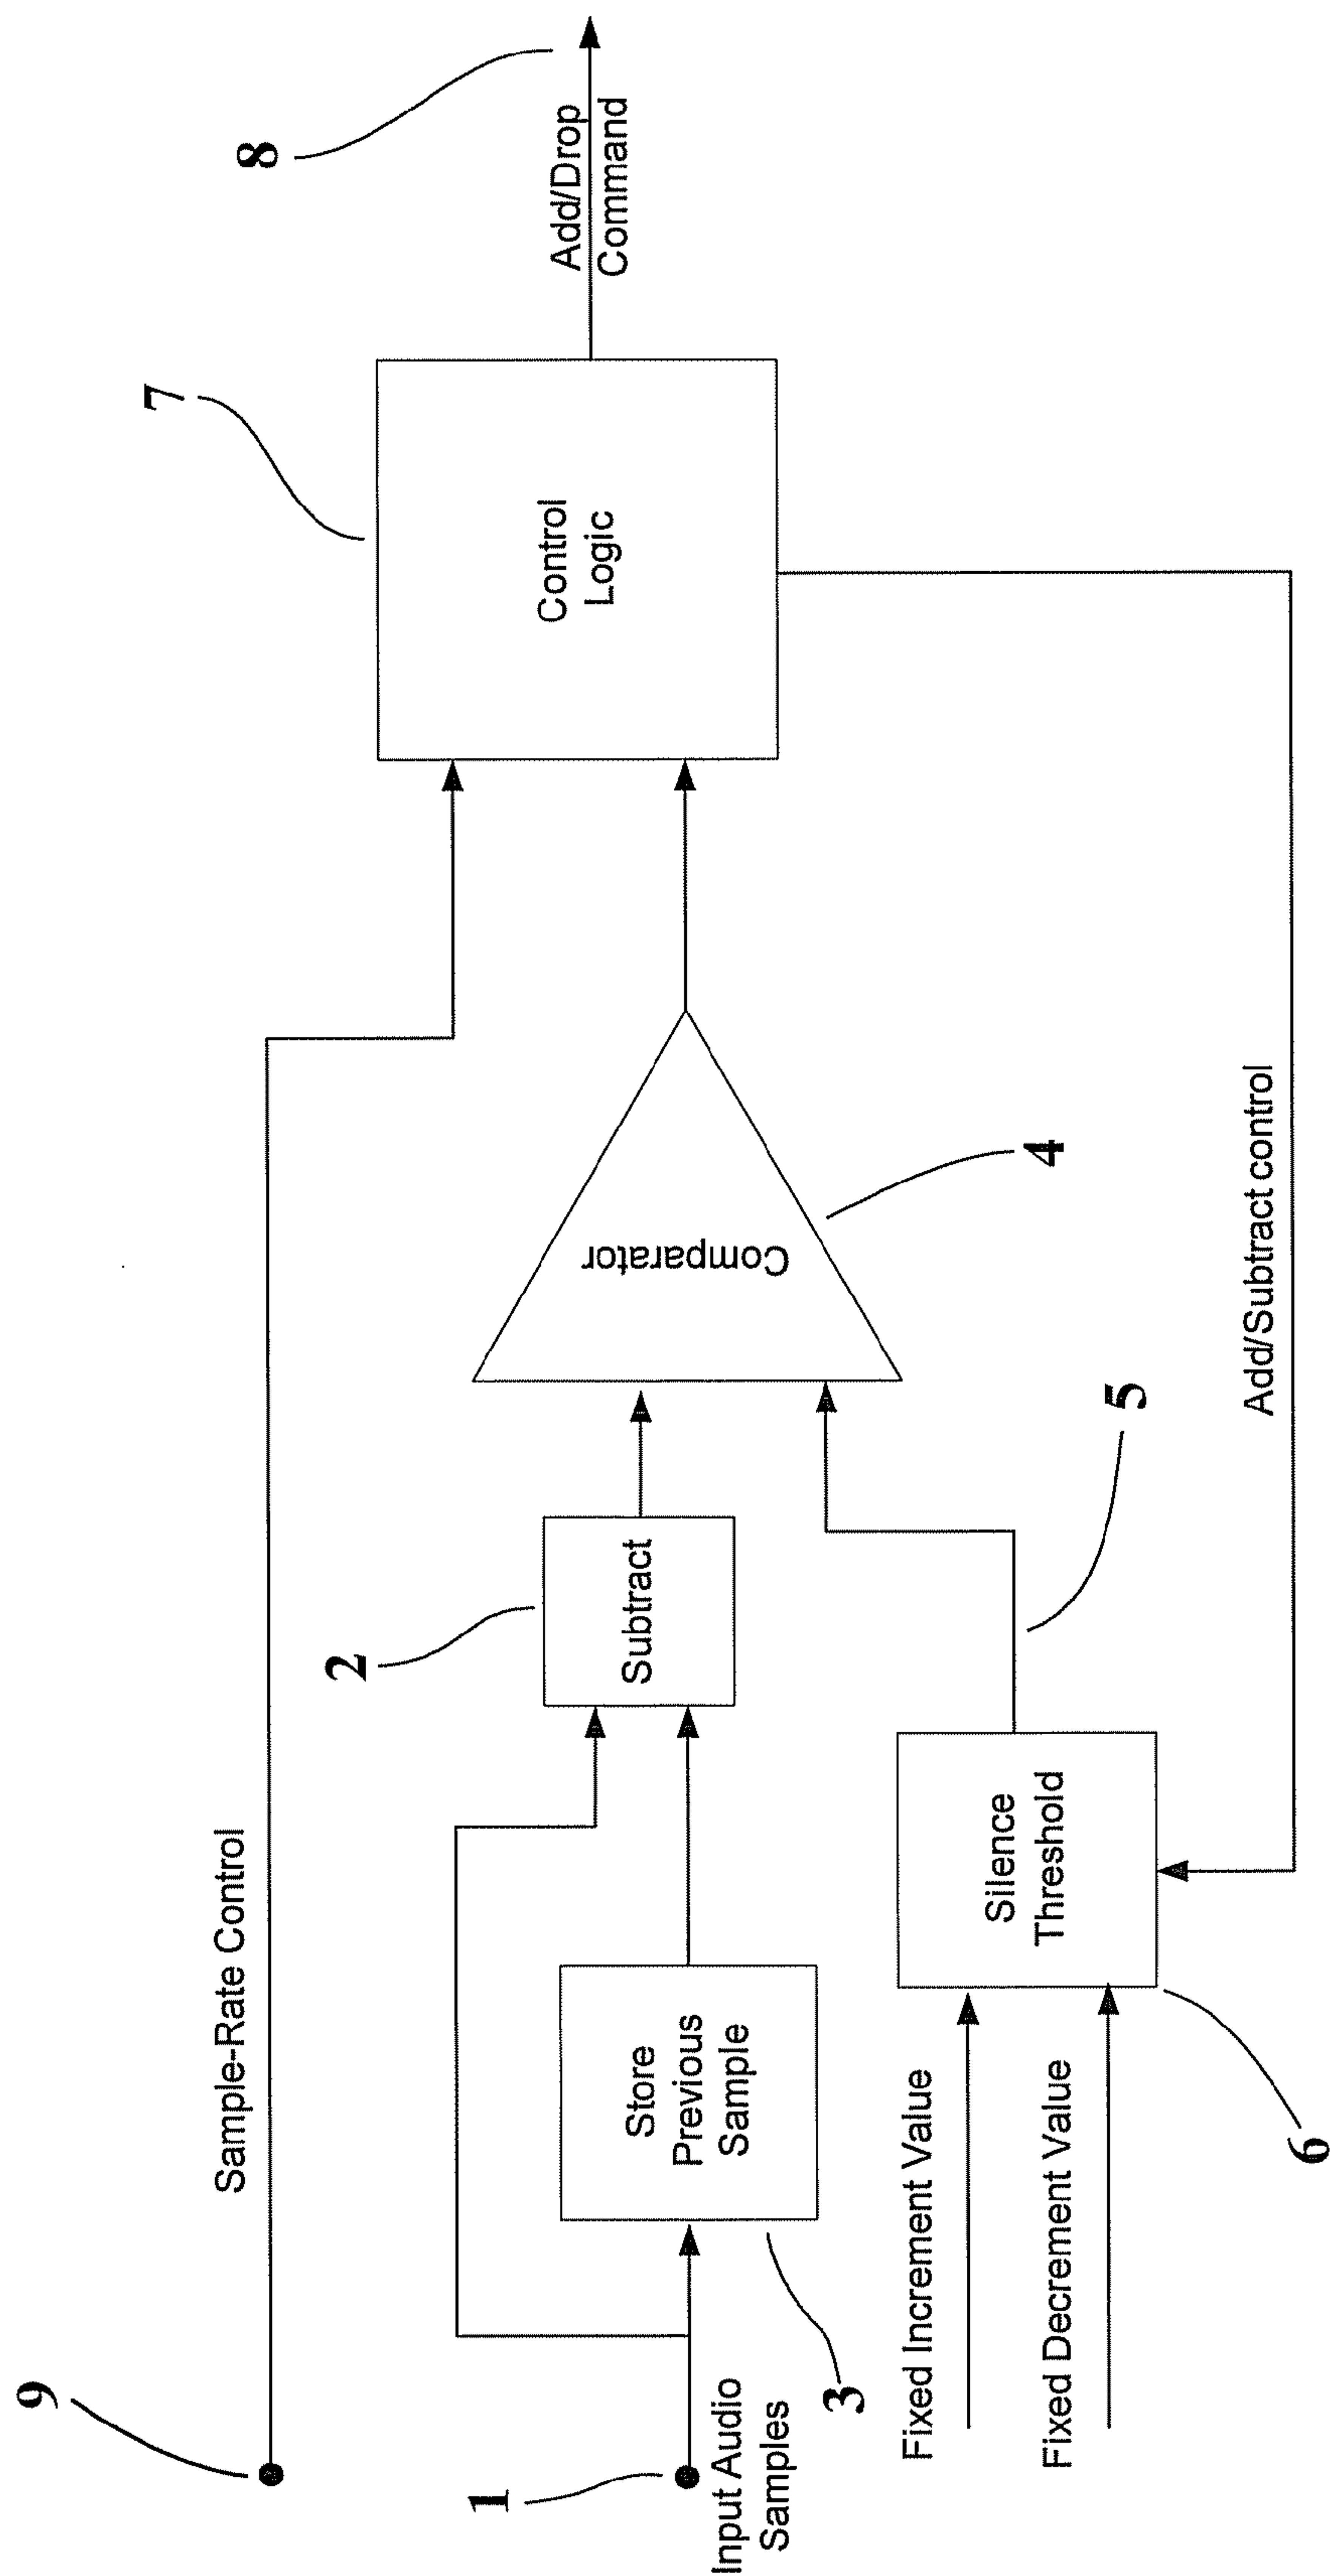 9
Sample-Rate Control
8
Add/Drop
Command
7
Control
Logic
1
Input Audio
Samples
3
Store
Previous
Sample
2
Subtract
Comparator
4
5
Silence
Threshold
6
Fixed Increment Value
Fixed Decrement Value
Add/Subtract control